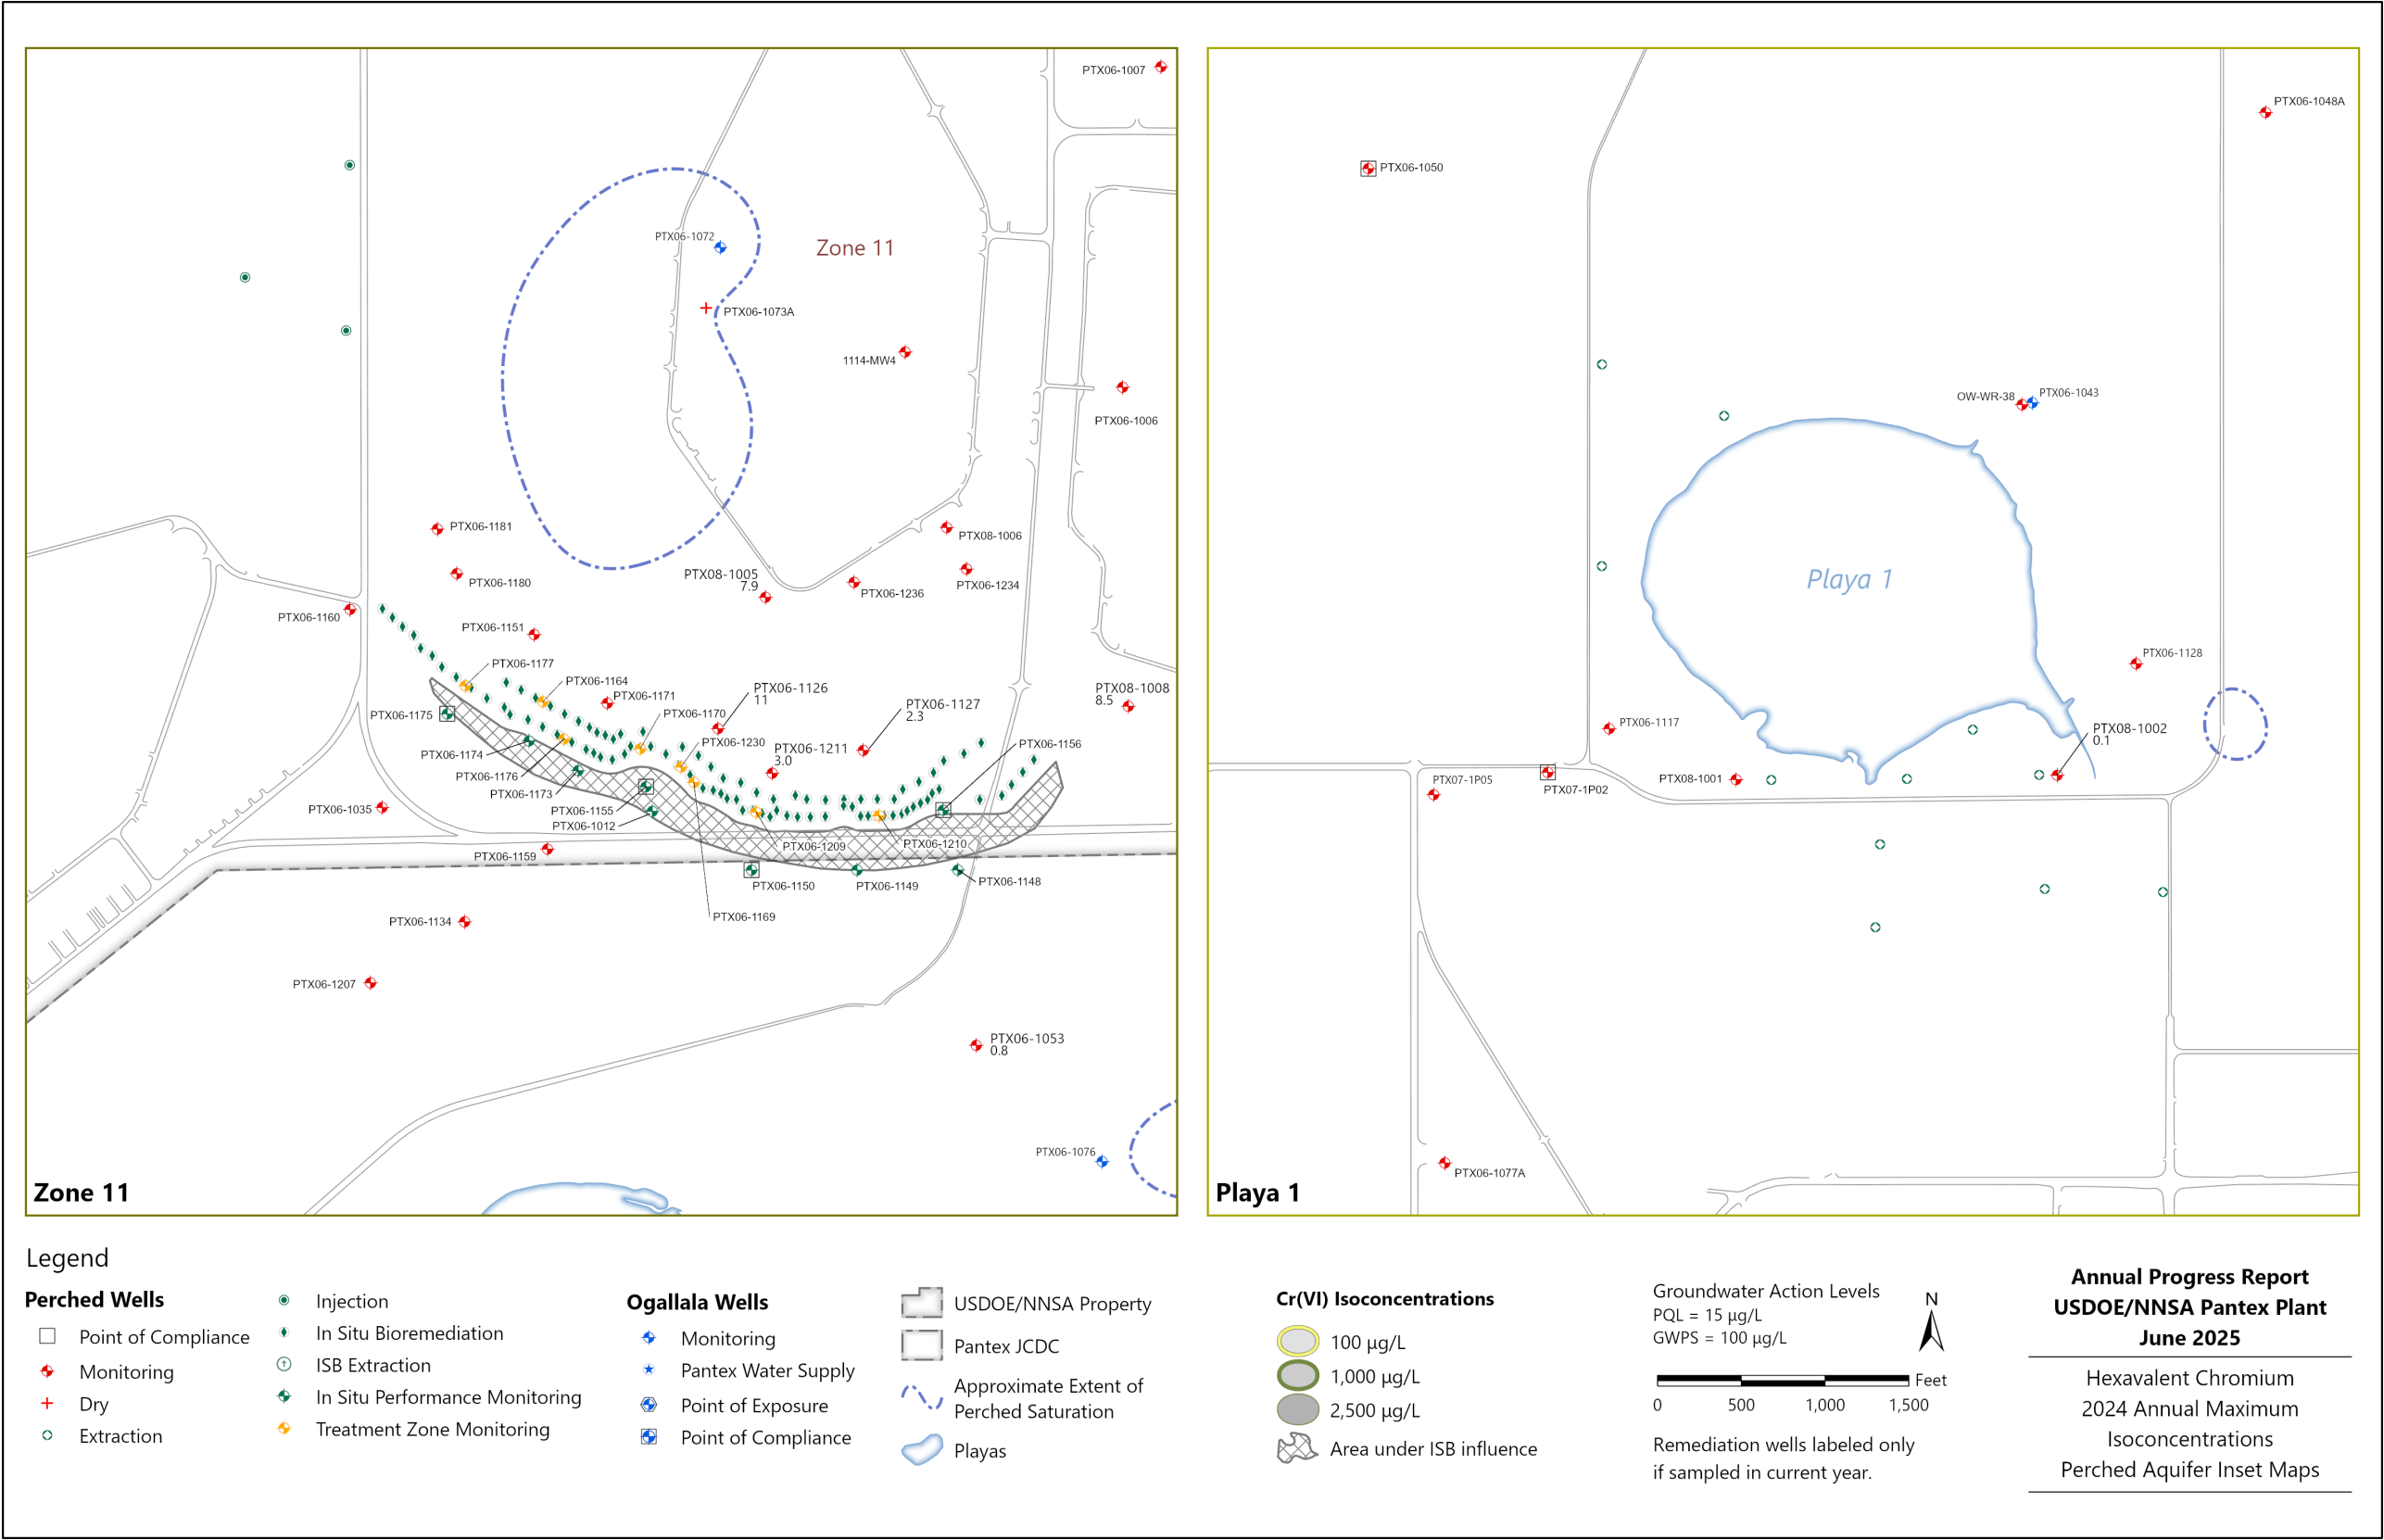 PTX06-1007
PTX06-1072
Zone 11
PTX06-1073A
1114-MW4
PTX06-1006
PTX06-1181
PTX08-1006
PTX06-1180
PTX08-1005
7.9
PTX06-1236
PTX06-1234
PTX06-1160
PTX06-1151
PTX06-1177
PTX06-1164
PTX06-1171
PTX06-1126
11
PTX06-1127
2.3
PTX08-1008
8.5
PTX06-1175
PTX06-1170
PTX06-1230
PTX06-1211
3.0
PTX06-1156
PTX06-1174
PTX06-1176
PTX06-1173
PTX06-1155
PTX06-1012
PTX06-1035
PTX06-1159
PTX06-1209
PTX06-1210
PTX06-1150
PTX06-1149
PTX06-1148
PTX06-1169
PTX06-1134
PTX06-1207
PTX06-1053
0.8
PTX06-1076
Zone 11
PTX06-1048A
PTX06-1050
OW-WR-38
PTX06-1043
Playa 1
PTX06-1128
PTX06-1117
PTX08-1002
0.1
PTX07-1P05
PTX07-1P02
PTX08-1001
PTX06-1077A
Playa 1
Legend
Perched Wells
Point of Compliance
Monitoring
Dry
Extraction
Injection
In Situ Bioremediation
ISB Extraction
In Situ Performance Monitoring
Treatment Zone Monitoring
Ogallala Wells
Monitoring
Pantex Water Supply
Point of Exposure
Point of Compliance
USDOE/NNSA Property
Pantex JCDC
Approximate Extent of
Perched Saturation
Playas
Cr(VI) Isoconcentrations
100 µg/L
1,000 µg/L
2,500 µg/L
Area under ISB influence
Groundwater Action Levels
PQL = 15 µg/L
GWPS = 100 µg/L
N
Feet
0 500 1,000 1,500
Remediation wells labeled only
if sampled in current year.
Annual Progress Report
USDOE/NNSA Pantex Plant
June 2025
Hexavalent Chromium
2024 Annual Maximum
Isoconcentrations
Perched Aquifer Inset Maps